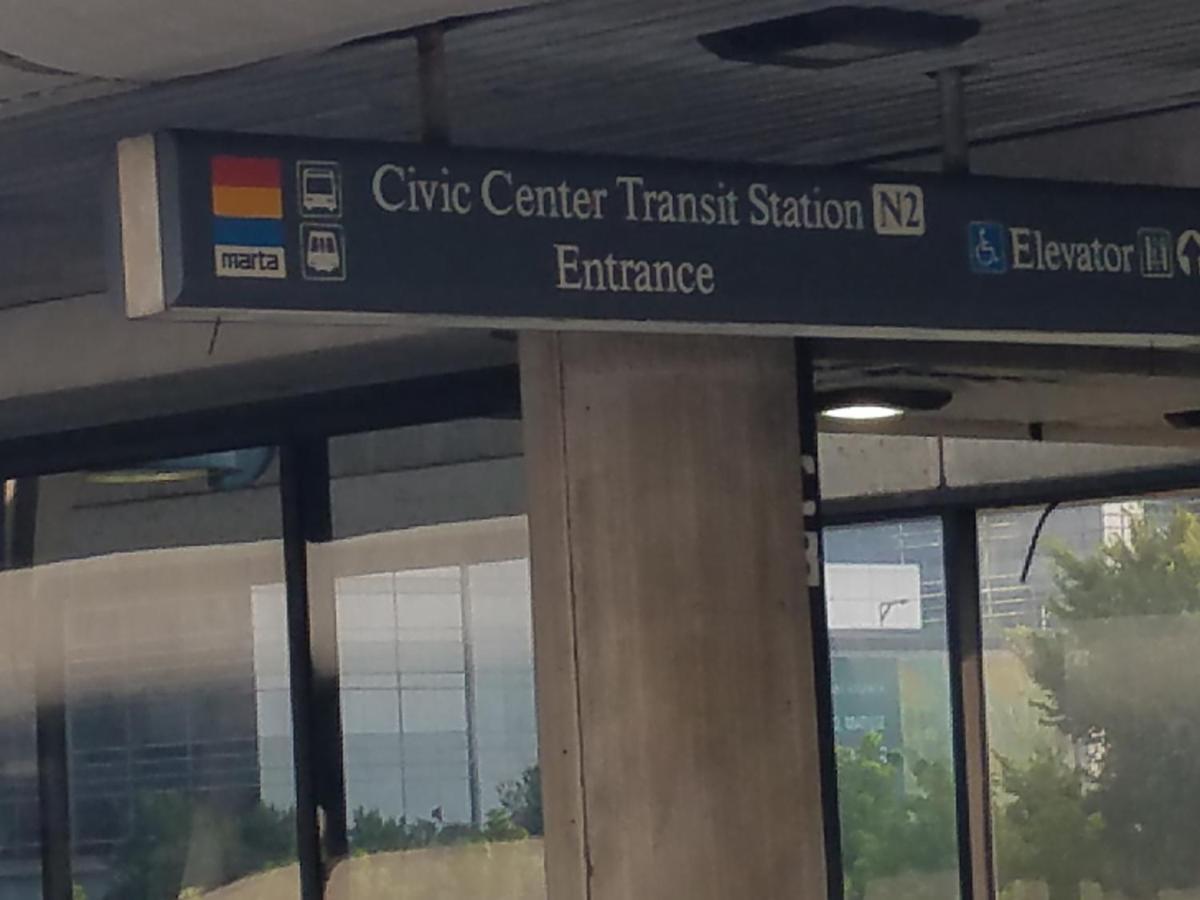 marta
Civic Center Transit Station N2
Entrance
Elevator